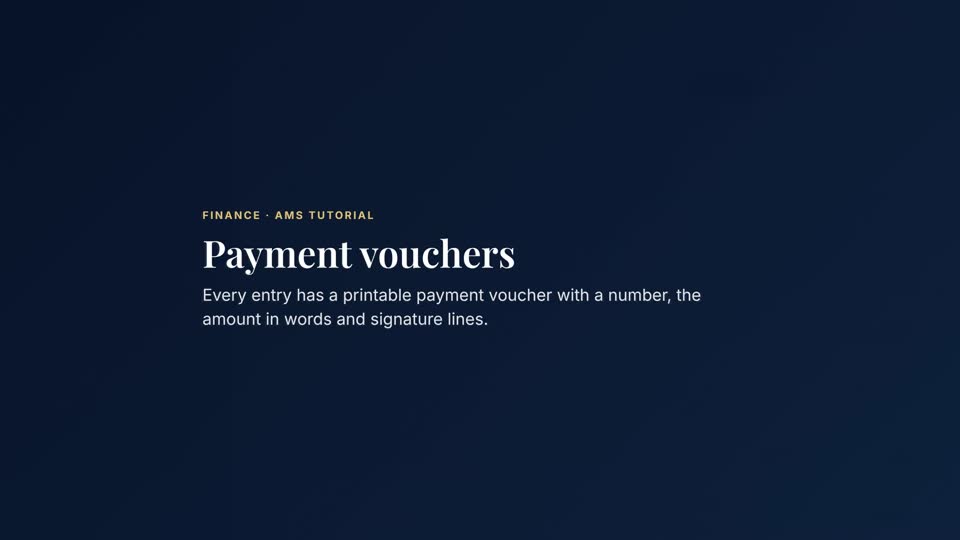 FINANCE · AMS TUTORIAL
Payment vouchers
Every entry has a printable payment voucher with a number, the
amount in words and signature lines.